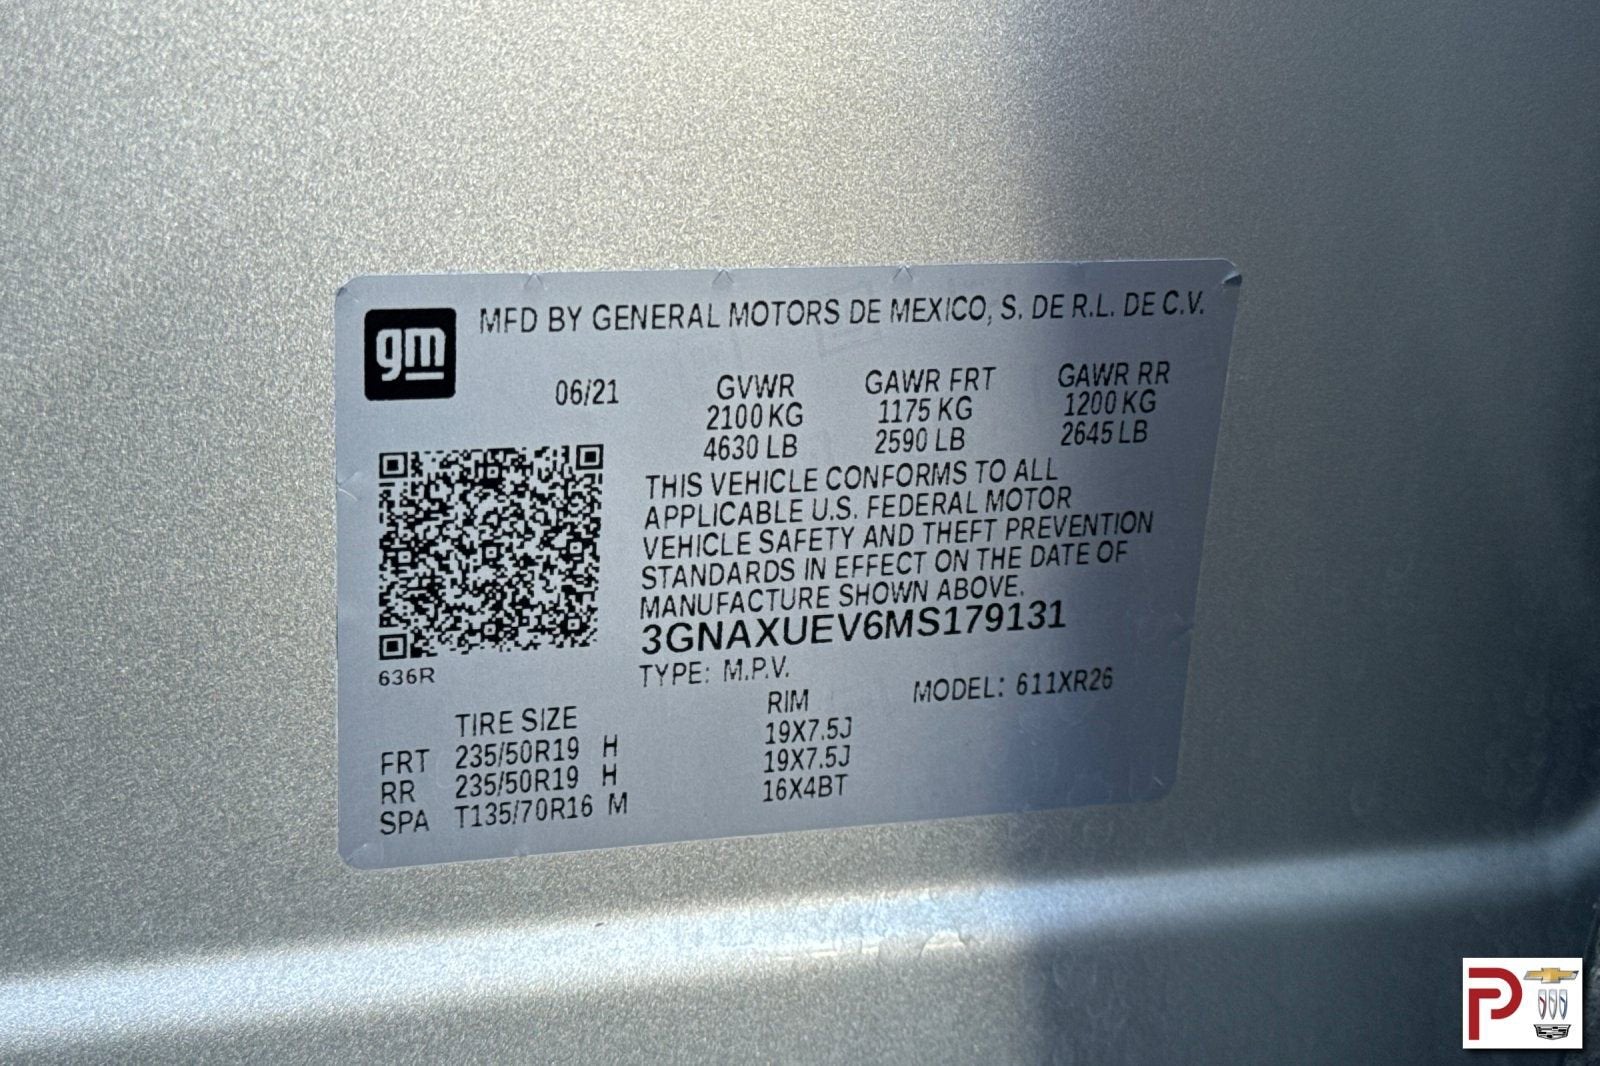 gm MFD BY GENERAL MOTORS DE MEXICO, S. DE R.L. DE C.V.
06/21 GVWR GAWR FRT GAWR RR
2100 KG 1175 KG 1200 KG
4630 LB 2590 LB 2645 LB
THIS VEHICLE CONFORMS TO ALL
APPLICABLE U.S. FEDERAL MOTOR
VEHICLE SAFETY AND THEFT PREVENTION
STANDARDS IN EFFECT ON THE DATE OF
MANUFACTURE SHOWN ABOVE.
3GNAXUEV6MS179131
636R TYPE: M.P.V.
TIRE SIZE RIM MODEL: 611XR26
FRT 235/50R19 H 19X7.5J
RR 235/50R19 H 19X7.5J
SPA T135/70R16 M 16X4BT
P